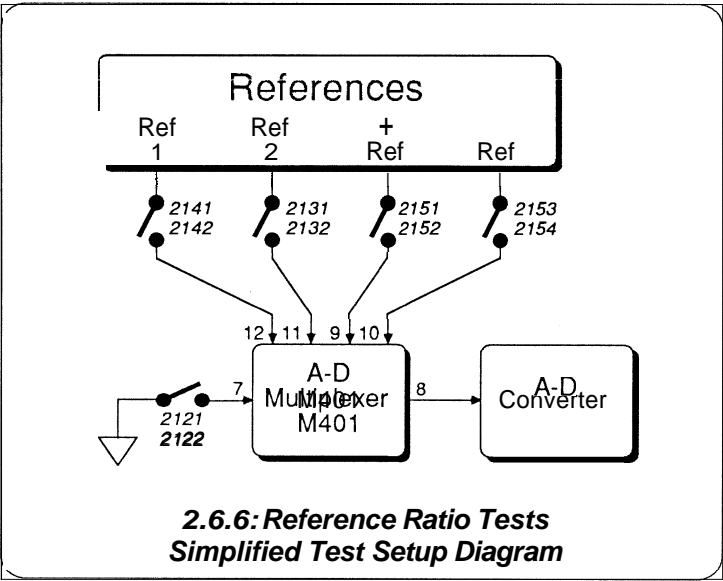 References
Ref Ref + Ref
1 2 Ref
2141 2131 2151 2153
2142 2132 2152 2154
12 11 9 10
7 A-D 8 A-D
Multiplexer Converter
M401
2121
2122
2.6.6: Reference Ratio Tests
Simplified Test Setup Diagram